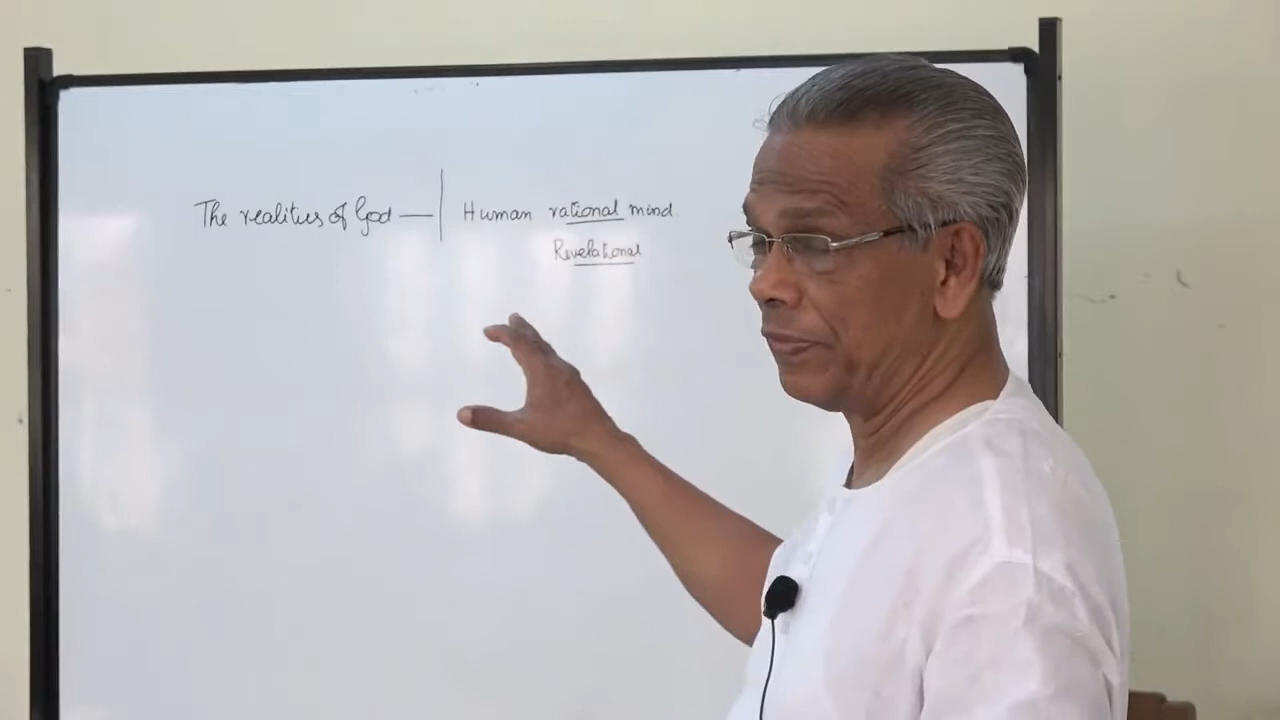 The realities of God — | Human rational mind.
Revelational